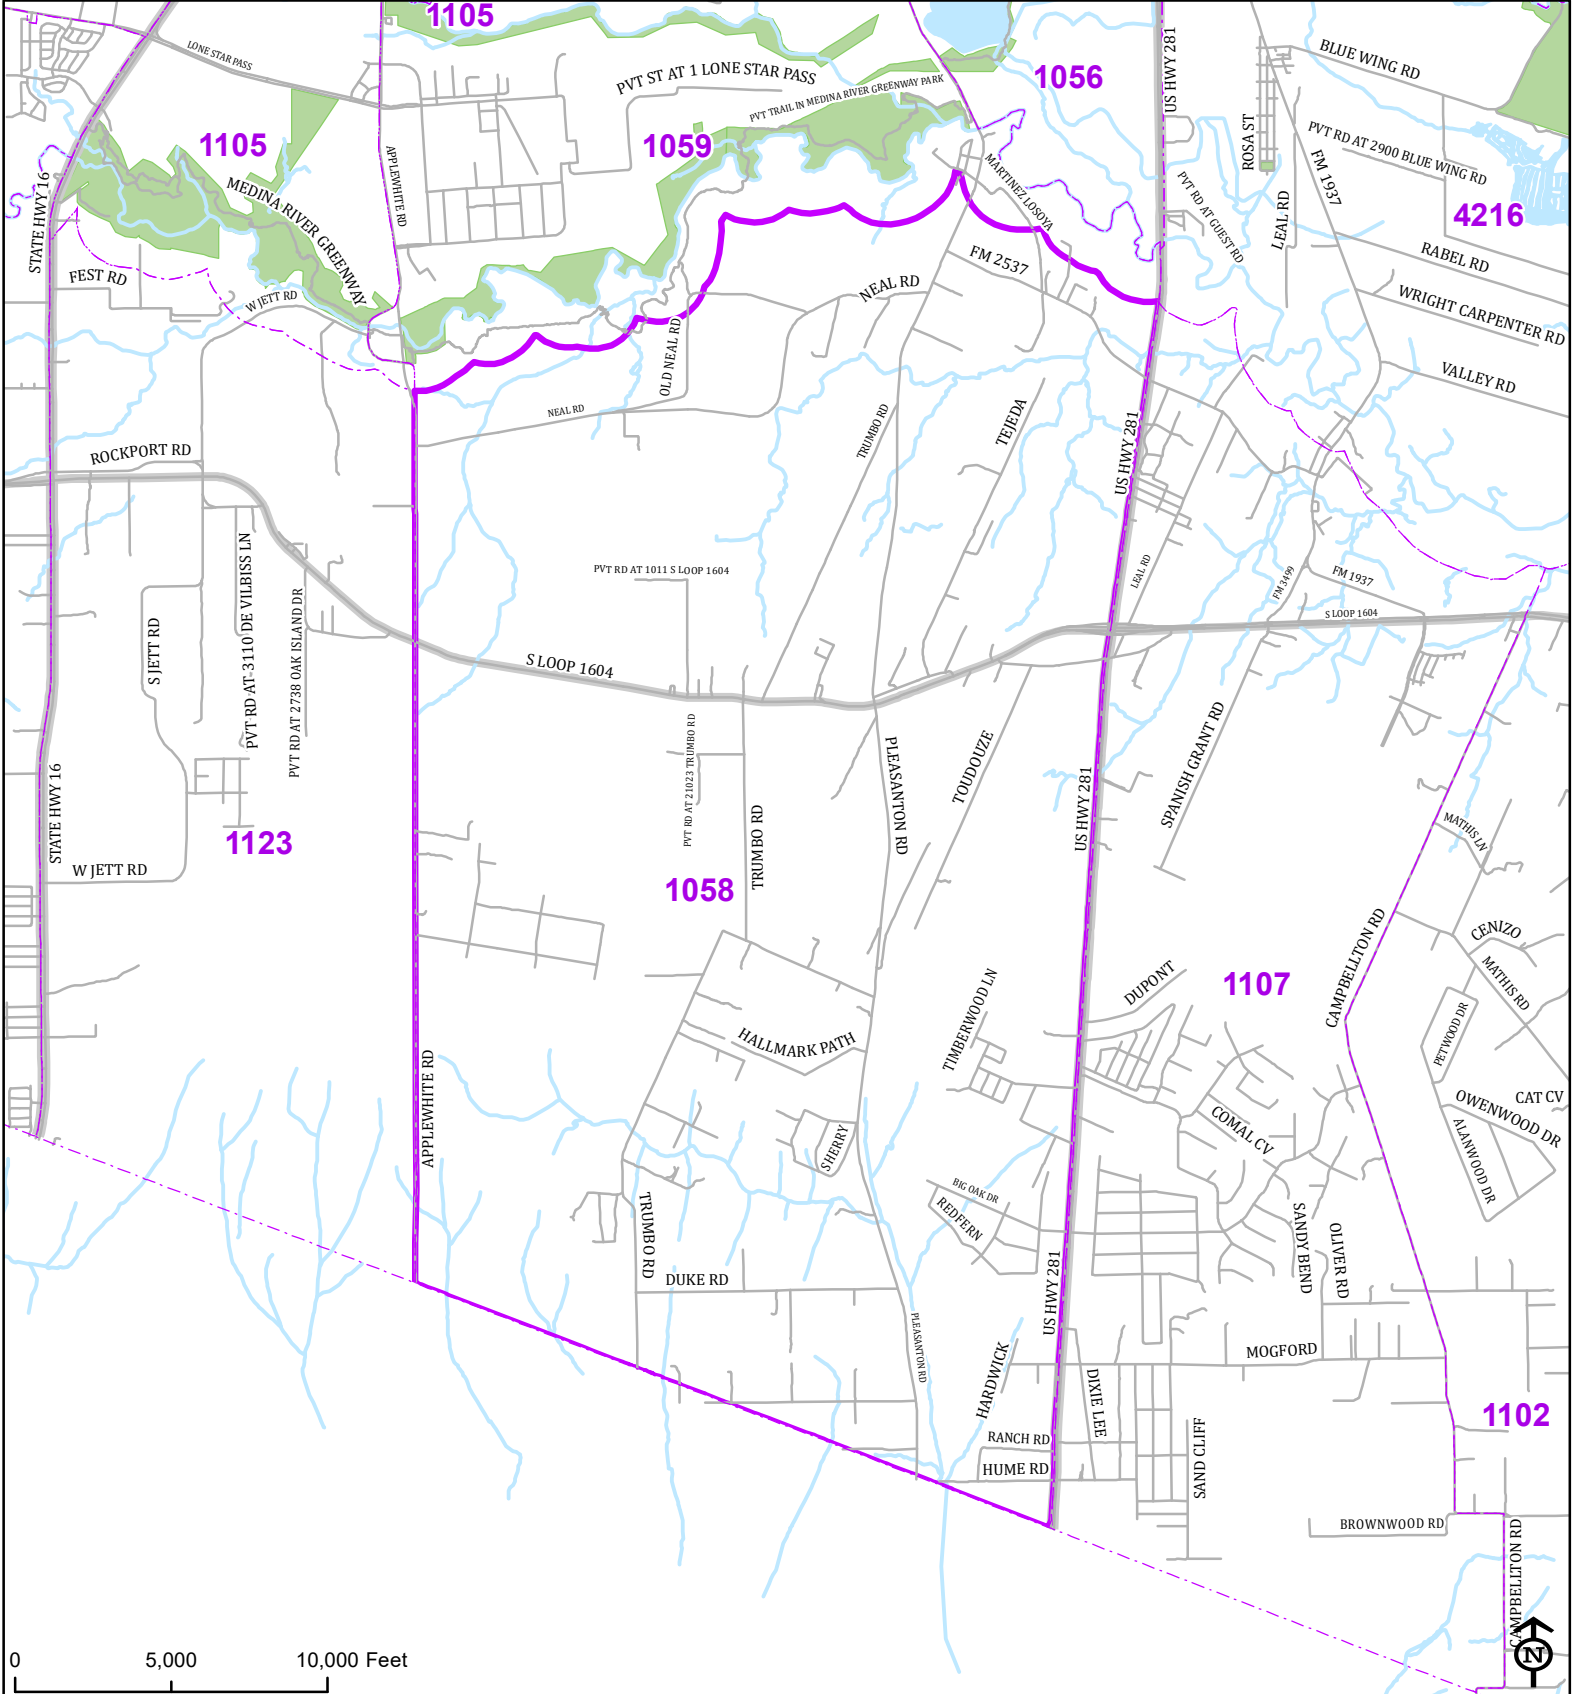 1105
LONE STAR PASS
PVT ST AT 1 LONE STAR PASS
1056
US HWY 281
BLUE WING RD
PVT TRAIL IN MEDINA RIVER GREENWAY PARK
1105
1059
ROSA ST
PVT RD AT 2900 BLUE WING RD
FM 1937
4216
APPLEWHITE RD
MEDINA RIVER GREENWAY
MARTINEZ LOSOYA
PVT RD AT GUEST RD
LEAL RD
STATE HWY 16
FEST RD
W JETT RD
FM 2537
NEAL RD
RABEL RD
WRIGHT CARPENTER RD
VALLEY RD
OLD NEAL RD
NEAL RD
TRUMBO RD
TEJEDA
US HWY 281
ROCKPORT RD
PVT RD AT 3110 DE VILBISS LN
PVT RD AT 2738 OAK ISLAND DR
S JETT RD
PVT RD AT 1011 S LOOP 1604
LEAL RD
FM 3499
FM 1937
S LOOP 1604
S LOOP 1604
PVT RD AT 21023 TRUMBO RD
PLEASANTON RD
TOUDOUZE
SPANISH GRANT RD
STATE HWY 16
US HWY 281
1123
W JETT RD
1058
TRUMBO RD
MATHIS LN
CENIZO
CAMPBELLTON RD
MATHIS RD
1107
DUPONT
TIMBERWOOD LN
HALLMARK PATH
PETWOOD DR
APPLEWHITE RD
CAT CV
OWENWOOD DR
ALANWOOD DR
COMAL CV
SHERRY
BIG OAK DR
REDFERN
TRUMBO RD
DUKE RD
SANDY BEND
OLIVER RD
US HWY 281
PLEASANTON RD
HARDWICK
MOGFORD
DIXIE LEE
1102
RANCH RD
HUME RD
SAND CLIFF
BROWNWOOD RD
CAMPBELLTON RD
N
0 5,000 10,000 Feet